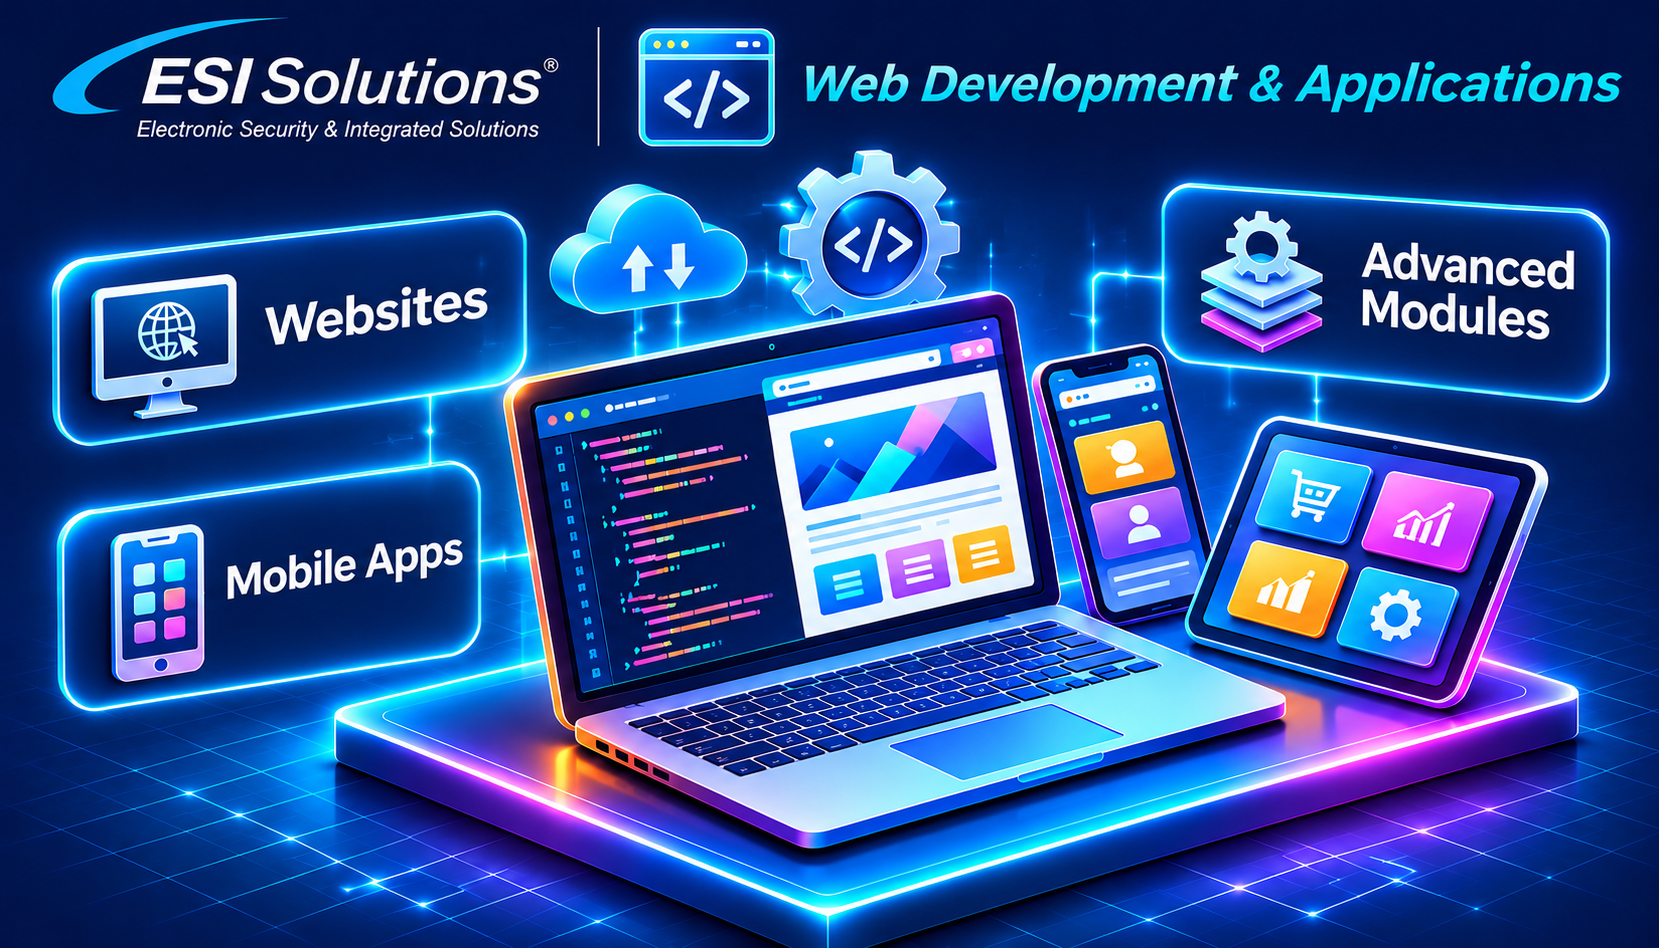 ESI Solutions®
Electronic Security & Integrated Solutions
</>
Web Development & Applications
</>
Websites
Advanced
Modules
Mobile Apps